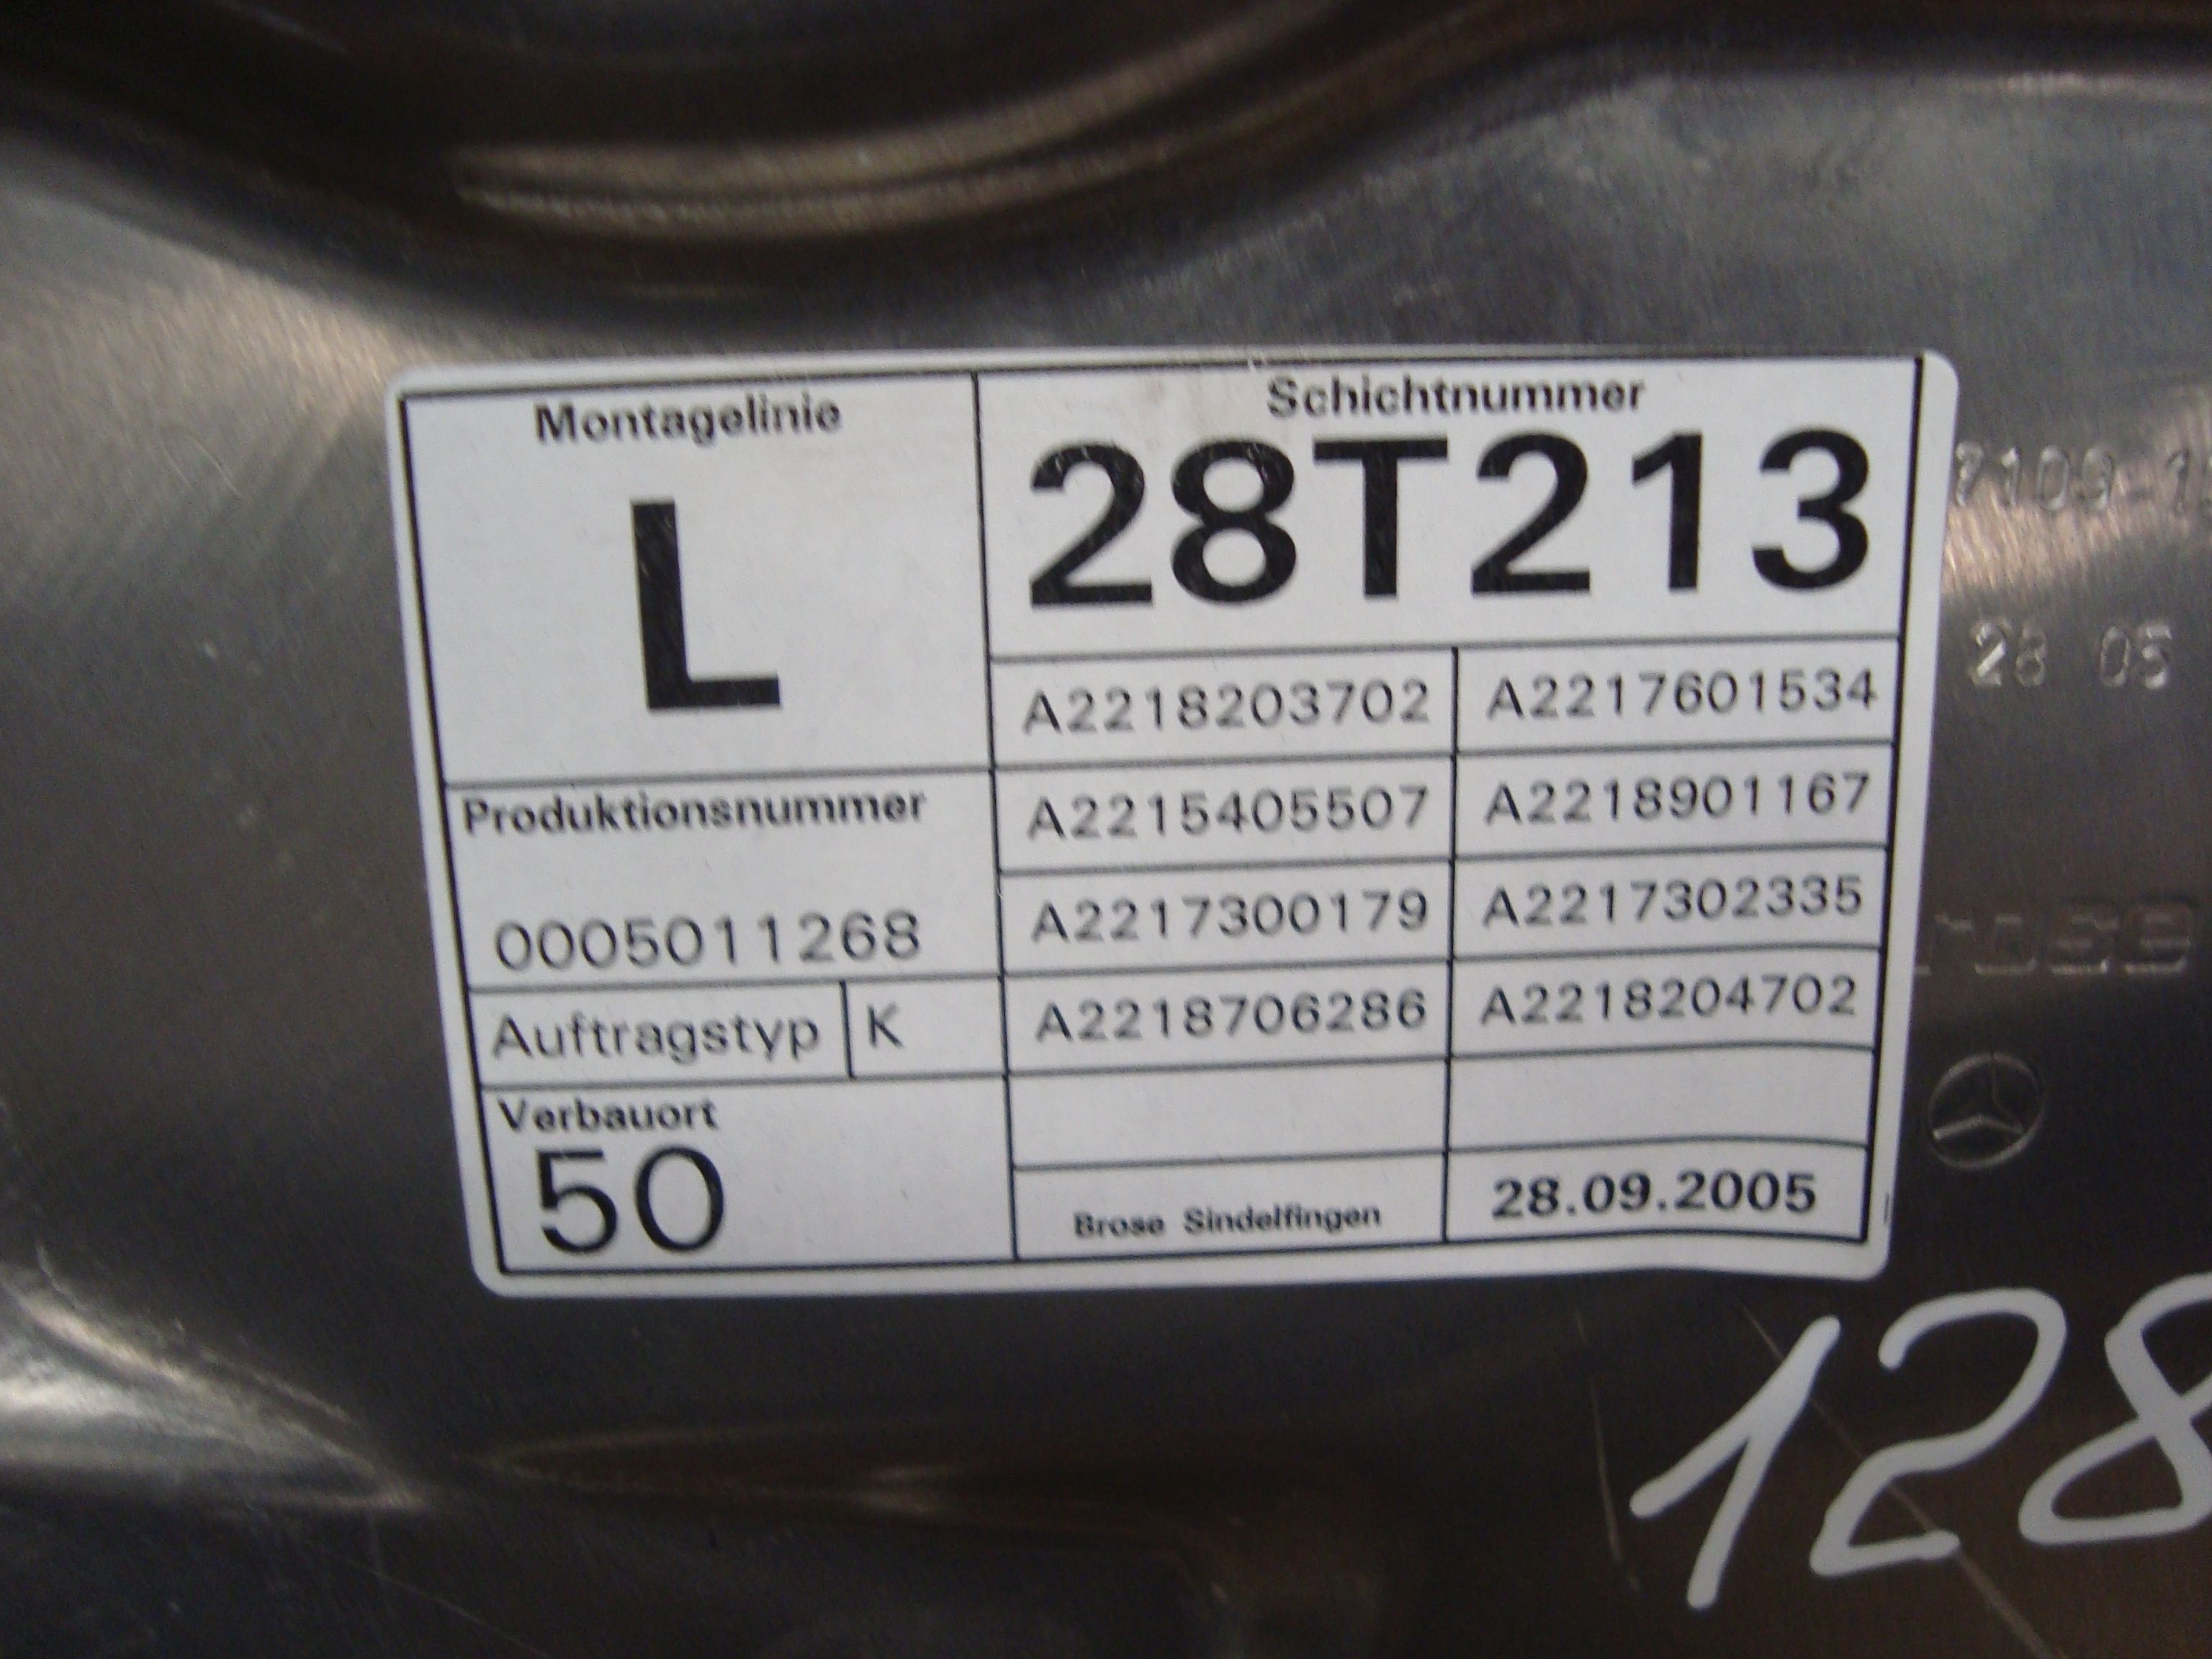 Montagelinie
L
Schichtnummer
28T213
A2218203702 A2217601534
A2215405507 A2218901167
A2217300179 A2217302335
A2218706286 A2218204702
Produktionsnummer
0005011268
Auftragstyp K
Verbauort
50
Brose Sindelfingen 28.09.2005
28 05
128